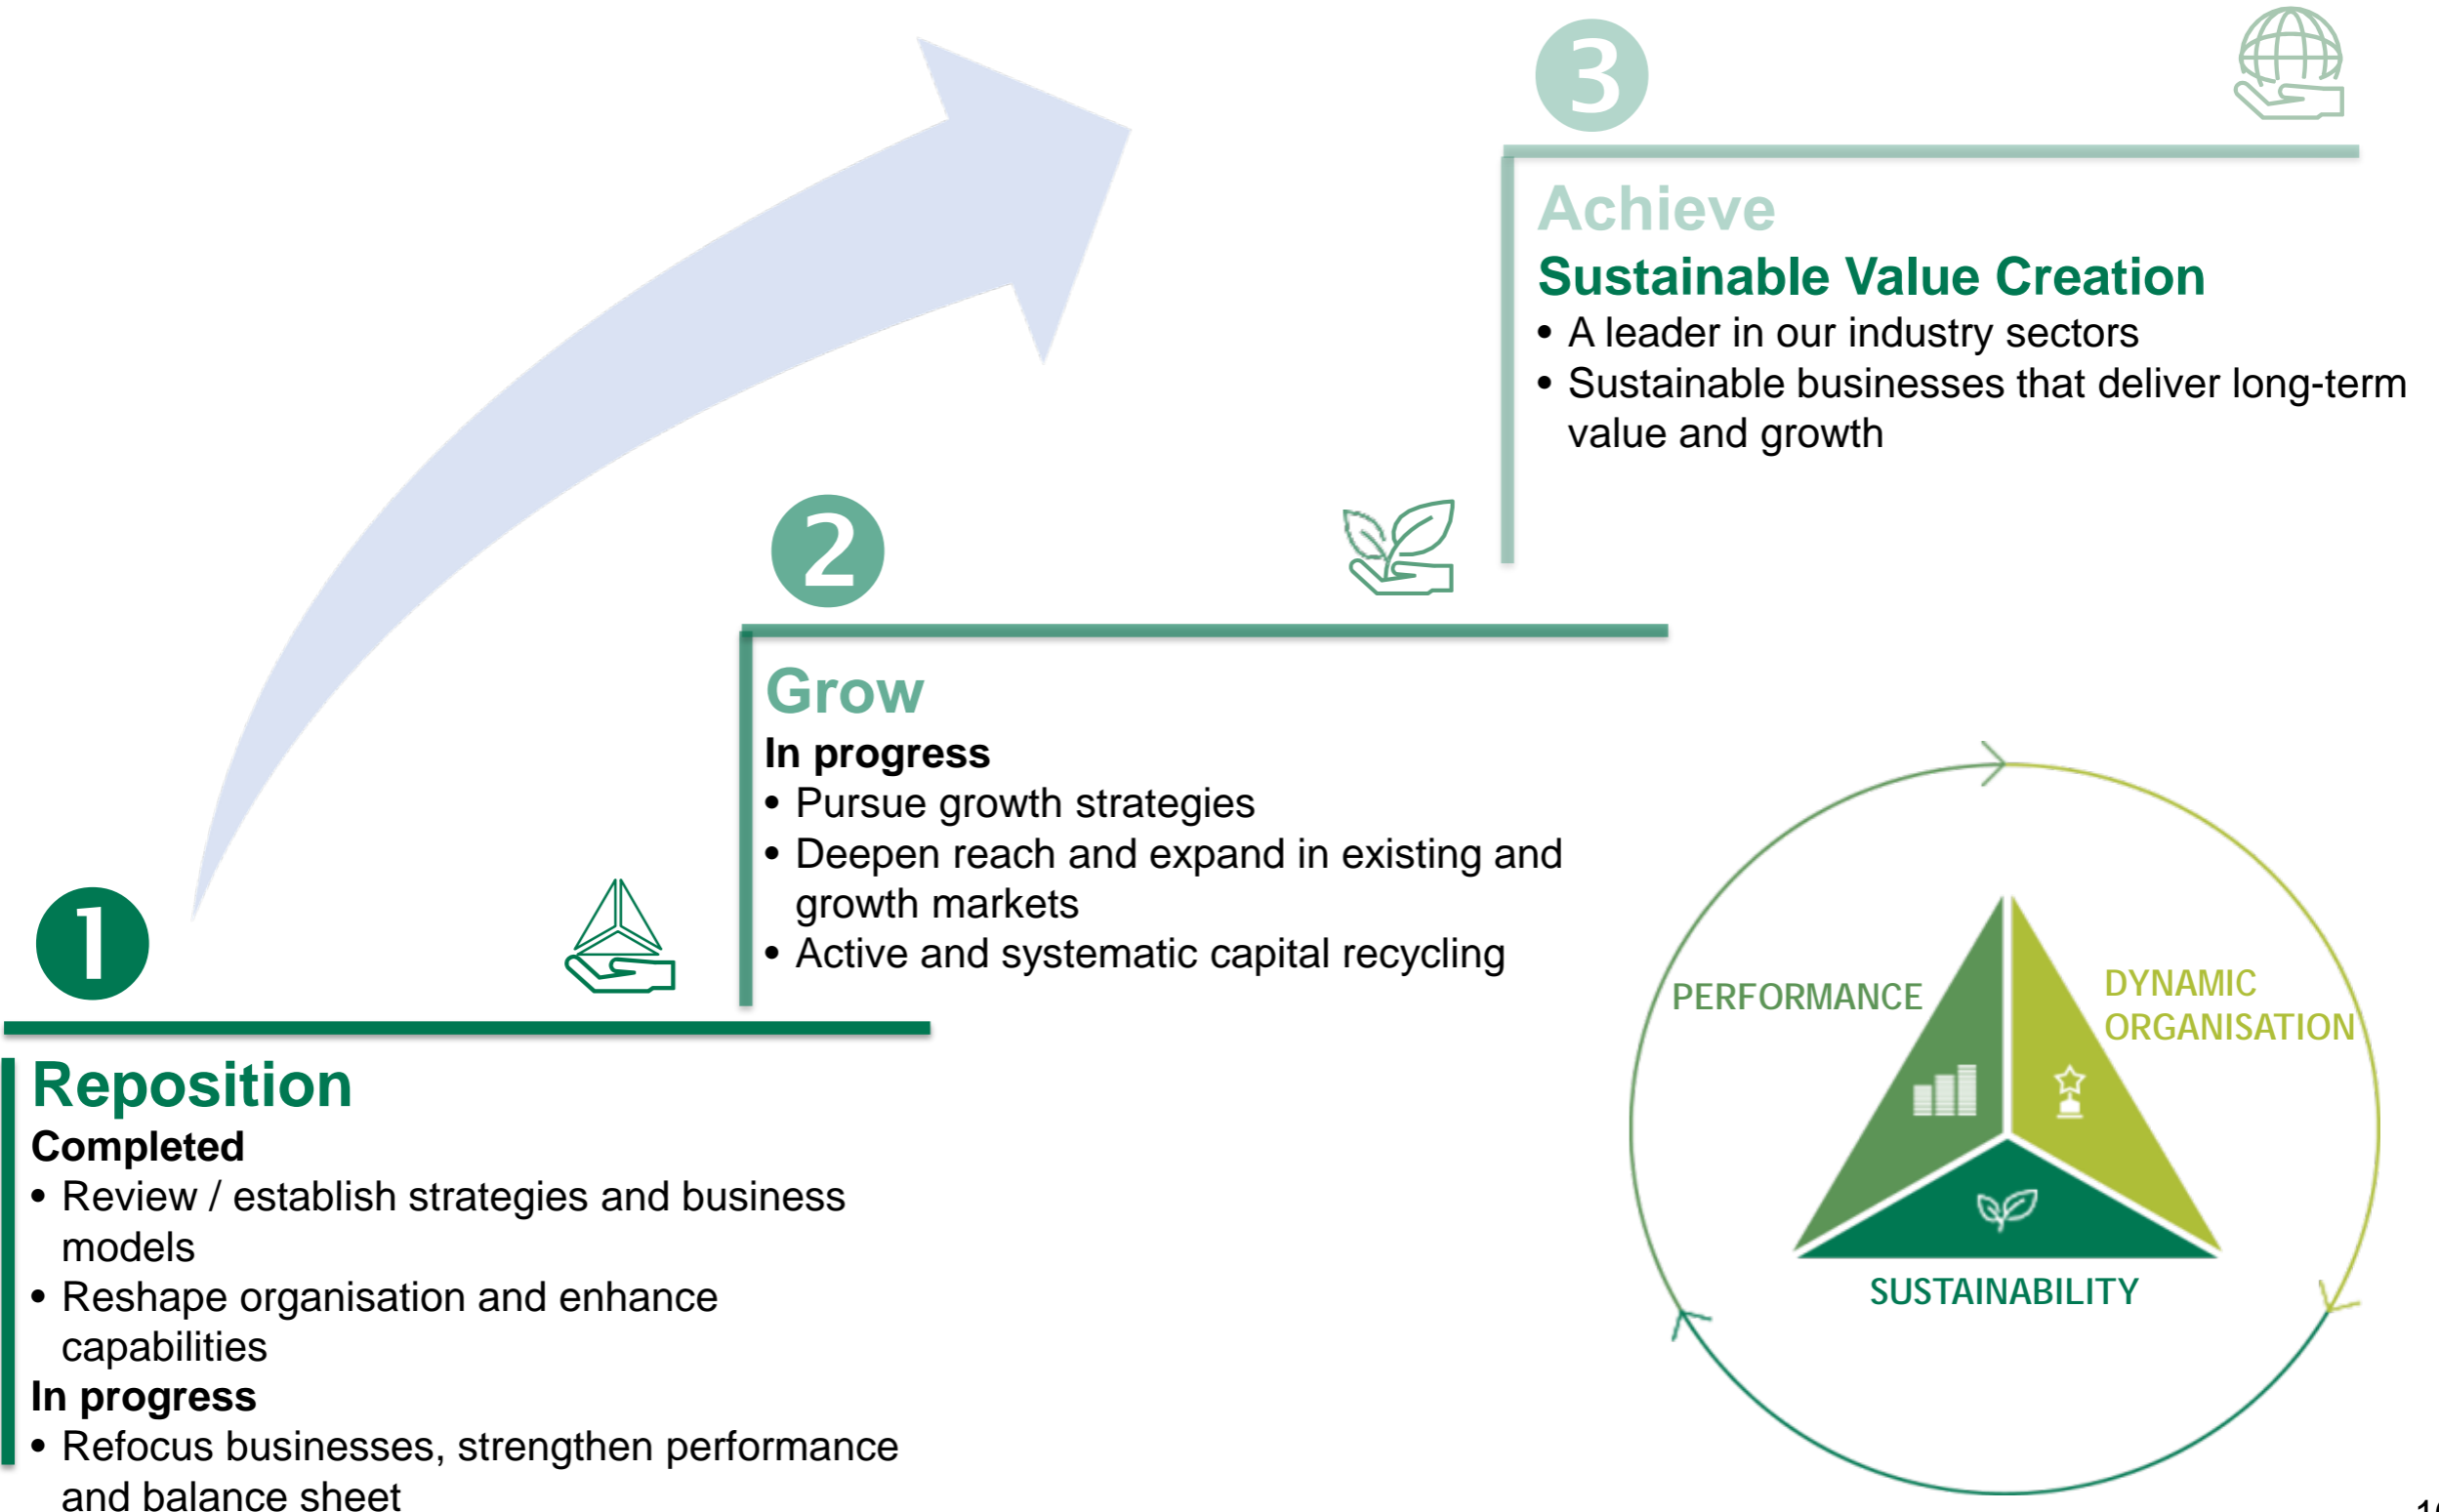 3
Achieve
Sustainable Value Creation
• A leader in our industry sectors
• Sustainable businesses that deliver long-term
value and growth
2
Grow
In progress
• Pursue growth strategies
• Deepen reach and expand in existing and
growth markets
• Active and systematic capital recycling
1
Reposition
Completed
• Review / establish strategies and business
models
• Reshape organisation and enhance
capabilities
In progress
• Refocus businesses, strengthen performance
and balance sheet
PERFORMANCE
DYNAMIC
ORGANISATION
SUSTAINABILITY